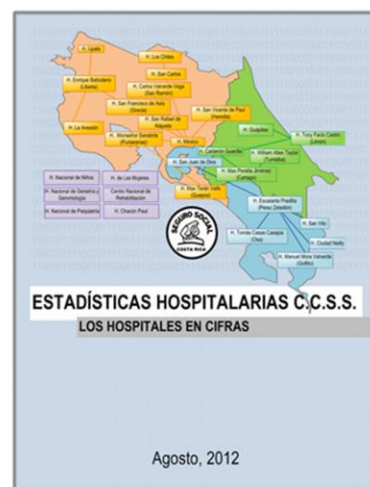 H. Upala
H. Los Chiles
H. San Carlos
H. Enrique Baltodano
(Liberia)
H. Carlos Valverde Vega
(San Ramón)
H. San Francisco de Asís
(Grecia)
H. San Vicente de Paul
(Heredia)
H. San Rafael de
Alajuela
H. La Anexión
H. Monseñor Sanabria
(Puntarenas)
H. México
H. Guápiles
H. Tony Facio Castro
(Limón)
H. Calderón Guardia
H. William Allen Taylor
(Turrialba)
H. San Juan de Dios
H. Max Peralta Jiménez
(Cartago)
H. Nacional de Niños
H. de Las Mujeres
H. Max Terán Valls
(Quepos)
H. Nacional de Geriatría y
Gerontología
Centro Nacional de
Rehabilitación
H. Escalante Pradilla
(Pérez Zeledón)
H. Nacional de Psiquiatría
H. Chacón Paut
H. San Vito
H. Tomás Casas Casajús
(Osa)
H. Ciudad Neilly
H. Manuel Mora Valverde
(Golfito)
SEGURO SOCIAL
COSTA RICA
ESTADÍSTICAS HOSPITALARIAS C.C.S.S.
LOS HOSPITALES EN CIFRAS
Agosto, 2012